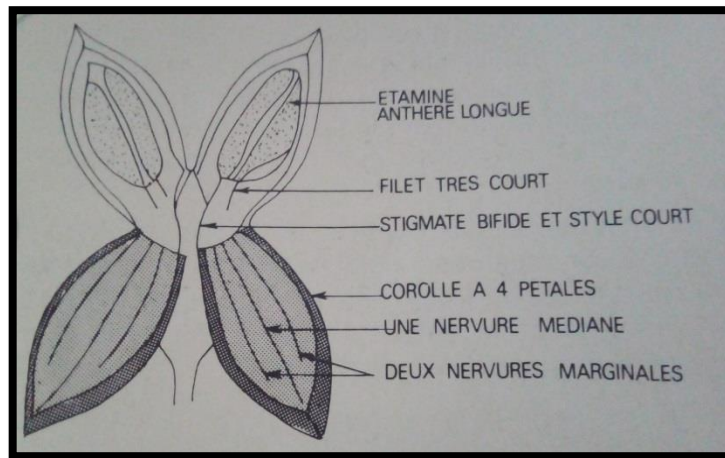 ETAMINE
ANTHERE LONGUE
FILET TRES COURT
STIGMATE BIFIDE ET STYLE COURT
COROLLE A 4 PETALES
UNE NERVURE MEDIANE
DEUX NERVURES MARGINALES